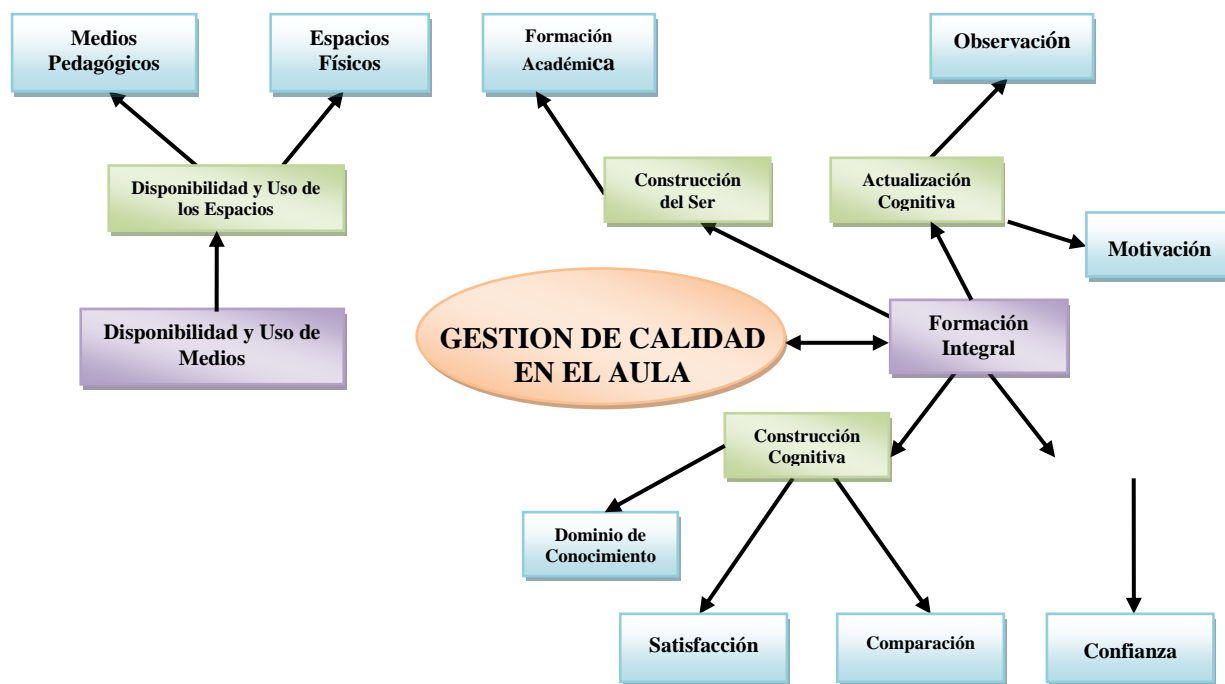 Medios
Pedagógicos
Espacios
Físicos
Formación
Académica
Observación
Disponibilidad y Uso de
los Espacios
Construcción
del Ser
Actualización
Cognitiva
Motivación
Disponibilidad y Uso de
Medios
GESTION DE CALIDAD
EN EL AULA
Formación
Integral
Construcción
Cognitiva
Dominio de
Conocimiento
Satisfacción
Comparación
Confianza